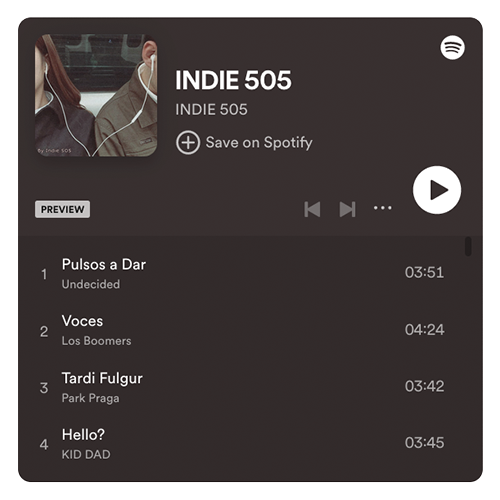 By Indie 505
INDIE 505
INDIE 505
Save on Spotify
PREVIEW
1 Pulsos a Dar 03:51
Undecided
2 Voces 04:24
Los Boomers
3 Tardi Fulgur 03:42
Park Praga
4 Hello? 03:45
KID DAD